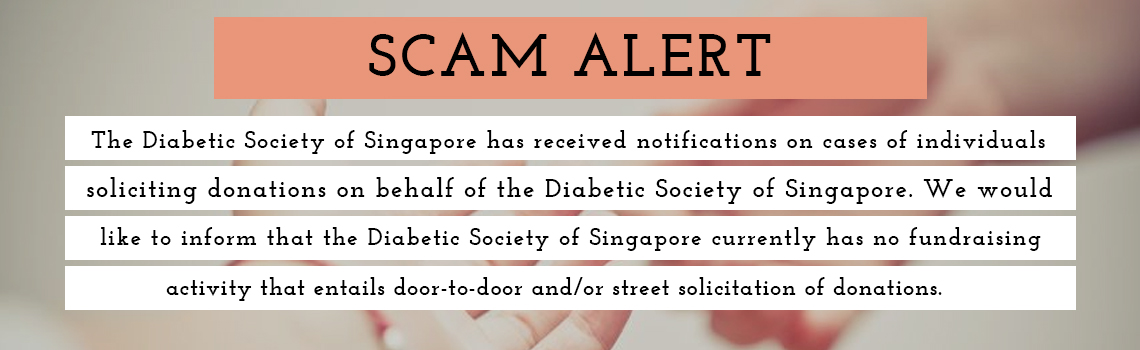 SCAM ALERT
The Diabetic Society of Singapore has received notifications on cases of individuals
soliciting donations on behalf of the Diabetic Society of Singapore. We would
like to inform that the Diabetic Society of Singapore currently has no fundraising
activity that entails door-to-door and/or street solicitation of donations.